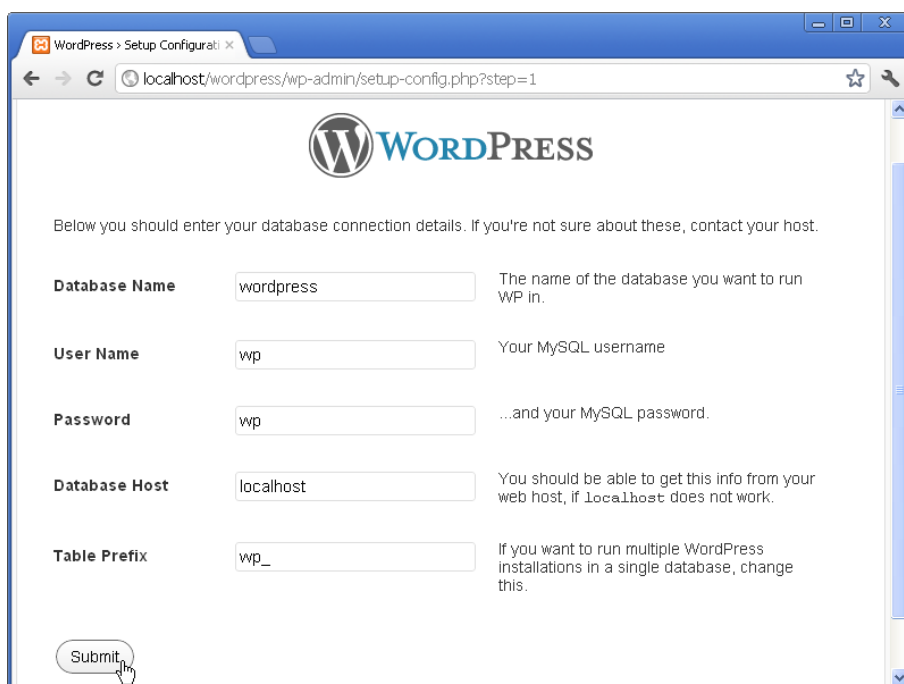 WordPress › Setup Configurati
localhost/wordpress/wp-admin/setup-config.php?step=1
WORDPRESS
Below you should enter your database connection details. If you're not sure about these, contact your host.
Database Name
wordpress
The name of the database you want to run
WP in.
User Name
wp
Your MySQL username
Password
wp
...and your MySQL password.
Database Host
localhost
You should be able to get this info from your
web host, if localhost does not work.
Table Prefix
wp_
If you want to run multiple WordPress
installations in a single database, change
this.
Submit